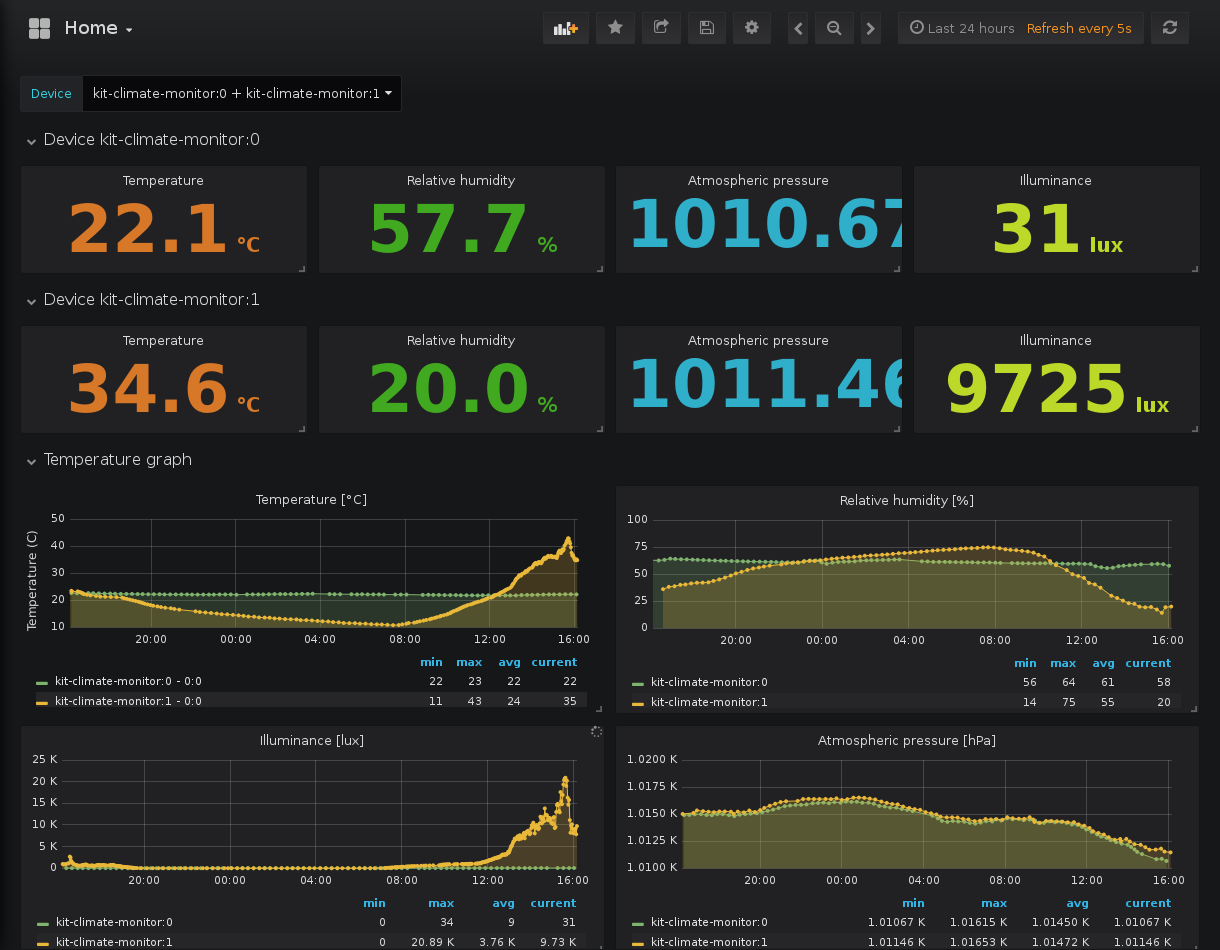 Home
Last 24 hours Refresh every 5s
Device kit-climate-monitor:0 + kit-climate-monitor:1
Device kit-climate-monitor:0
Temperature Relative humidity Atmospheric pressure Illuminance
22.1 °C 57.7 % 1010.67 31 lux
Device kit-climate-monitor:1
Temperature Relative humidity Atmospheric pressure Illuminance
34.6 °C 20.0 % 1011.46 9725 lux
Temperature graph
Temperature [°C]
Temperature (C)
50
40
30
20
10
20:00 00:00 04:00 08:00 12:00 16:00
min max avg current
kit-climate-monitor:0 - 0:0 22 23 22 22
kit-climate-monitor:1 - 0:0 11 43 24 35
Relative humidity [%]
100
75
50
25
0
20:00 00:00 04:00 08:00 12:00 16:00
min max avg current
kit-climate-monitor:0 56 64 61 58
kit-climate-monitor:1 14 75 55 20
Illuminance [lux]
25 K
20 K
15 K
10 K
5 K
0
20:00 00:00 04:00 08:00 12:00 16:00
min max avg current
kit-climate-monitor:0 0 34 9 31
kit-climate-monitor:1 0 20.89 K 3.76 K 9.73 K
Atmospheric pressure [hPa]
1.0200 K
1.0175 K
1.0150 K
1.0125 K
1.0100 K
20:00 00:00 04:00 08:00 12:00 16:00
min max avg current
kit-climate-monitor:0 1.01067 K 1.01615 K 1.01450 K 1.01067 K
kit-climate-monitor:1 1.01146 K 1.01653 K 1.01472 K 1.01146 K